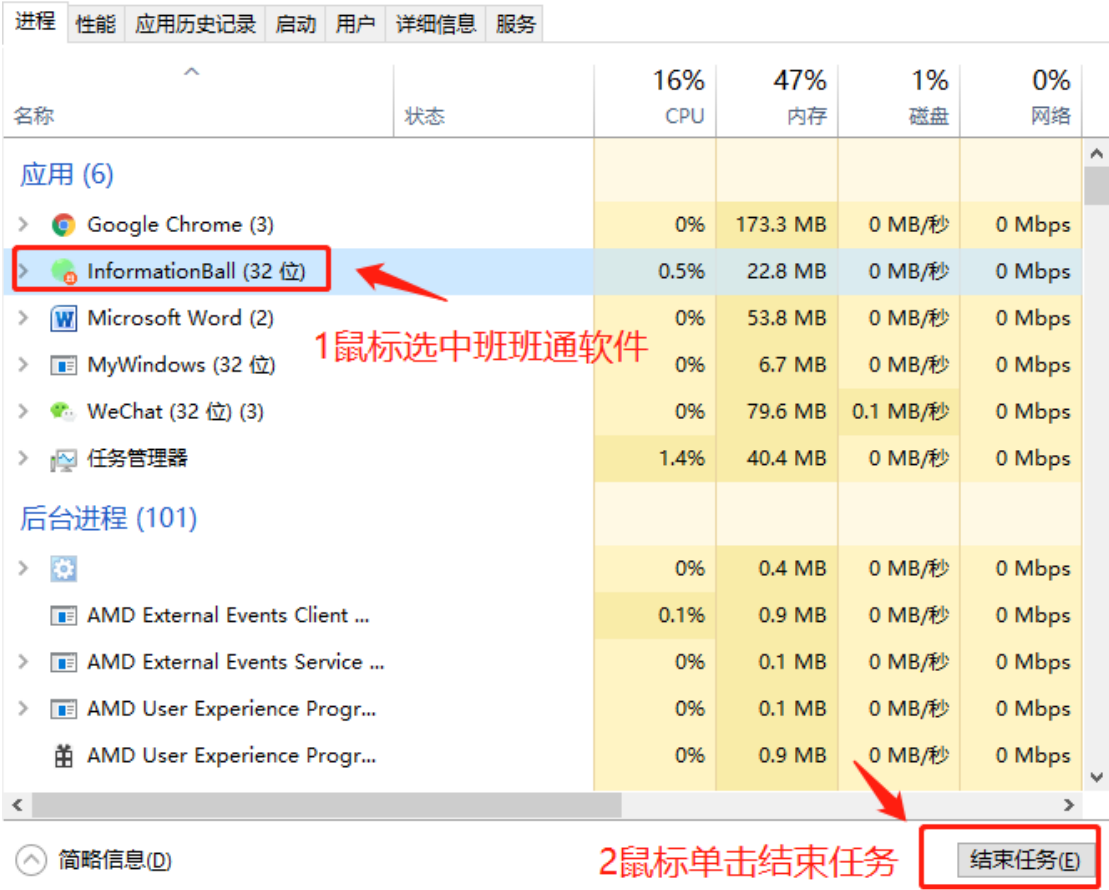 进程 性能 应用历史记录 启动 用户 详细信息 服务
16% 47% 1% 0%
名称 状态 CPU 内存 磁盘 网络
应用 (6)
Google Chrome (3) 0% 173.3 MB 0 MB/秒 0 Mbps
InformationBall (32 位) 0.5% 22.8 MB 0 MB/秒 0 Mbps
Microsoft Word (2) 0% 53.8 MB 0 MB/秒 0 Mbps
1鼠标选中班班通软件
MyWindows (32 位) 0% 6.7 MB 0 MB/秒 0 Mbps
WeChat (32 位) (3) 0% 79.6 MB 0.1 MB/秒 0 Mbps
任务管理器 1.4% 40.4 MB 0 MB/秒 0 Mbps
后台进程 (101)
0% 0.4 MB 0 MB/秒 0 Mbps
AMD External Events Client ... 0.1% 0.9 MB 0 MB/秒 0 Mbps
AMD External Events Service ... 0% 0.1 MB 0 MB/秒 0 Mbps
AMD User Experience Progr... 0% 0.1 MB 0 MB/秒 0 Mbps
AMD User Experience Progr... 0% 0.9 MB 0 MB/秒 0 Mbps
简略信息(D) 2鼠标单击结束任务 结束任务(E)